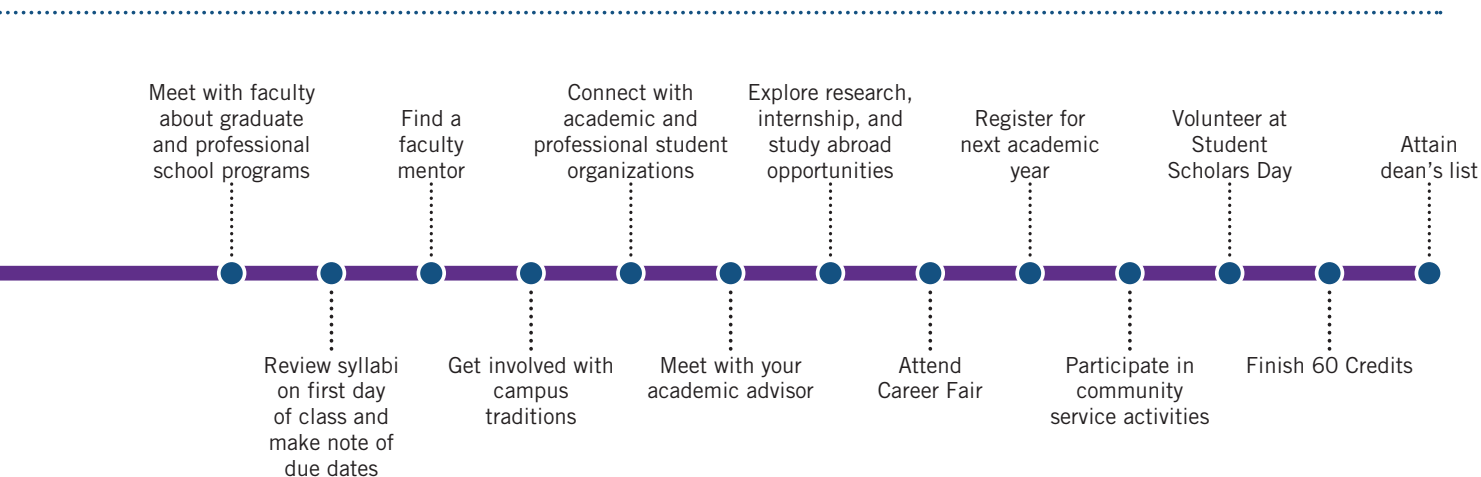 Meet with faculty
about graduate
and professional
school programs
Review syllabi
on first day
of class and
make note of
due dates
Find a
faculty
mentor
Get involved with
campus
traditions
Connect with
academic and
professional student
organizations
Meet with your
academic advisor
Explore research,
internship, and
study abroad
opportunities
Attend
Career Fair
Register for
next academic
year
Participate in
community
service activities
Volunteer at
Student
Scholars Day
Finish 60 Credits
Attain
dean’s list